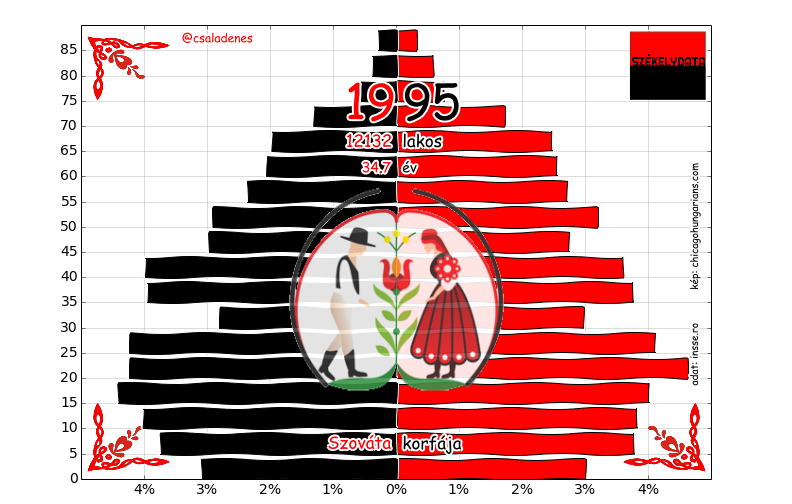 @csaladenes
SZÉKELYDATA
1995
12132 lakos
34.7 év
kép: chicagohungarians.com
adat: insse.ro
Szováta korfája
85
80
75
70
65
60
55
50
45
40
35
30
25
20
15
10
5
0
4% 3% 2% 1% 0% 1% 2% 3% 4%